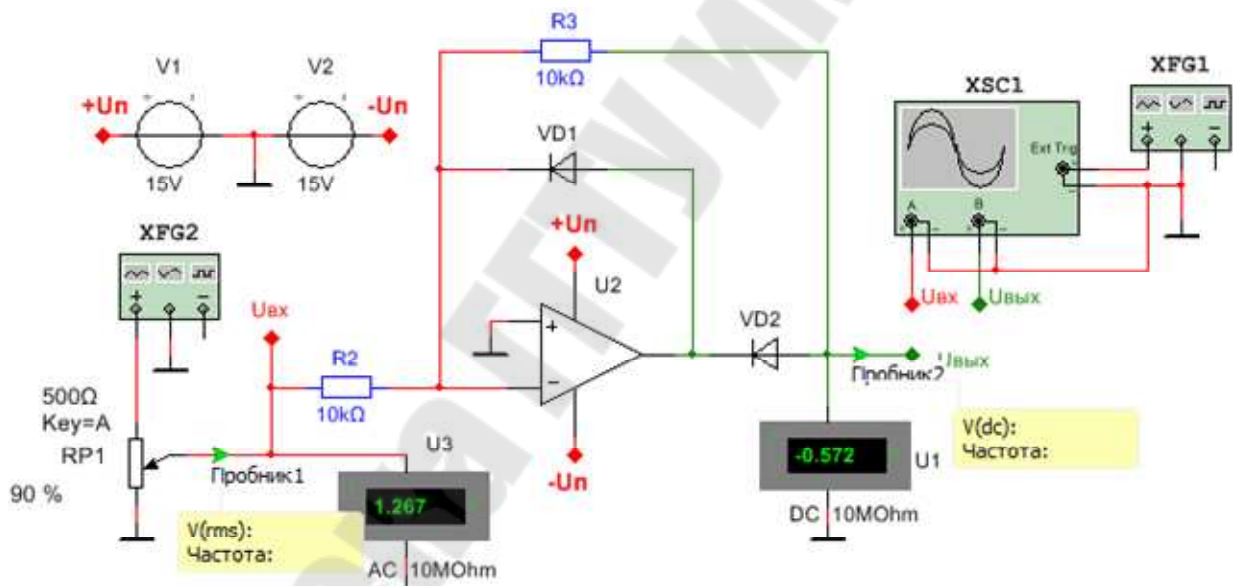 R3
10kΩ
V1
V2
+Uп
-Uп
15V
15V
VD1
XSC1
XFG1
Ext Trig
A
B
Uвх
Uвых
XFG2
Uвх
+Uп
U2
VD2
R2
10kΩ
-Uп
Uвых
Пробник2
V(dc):
Частота:
500Ω
Key=A
RP1
90 %
Пробник1
V(rms):
Частота:
U3
1.267
AC 10MOhm
-0.572
U1
DC 10MOhm